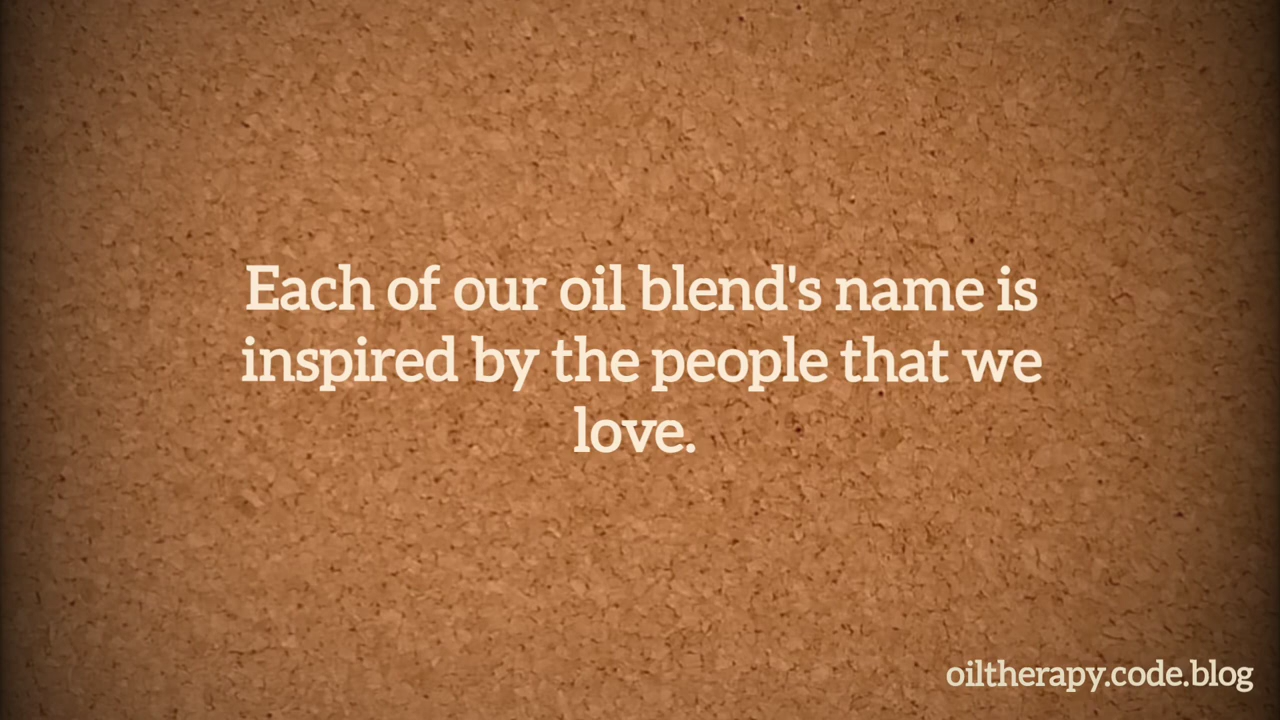 Each of our oil blend's name is
inspired by the people that we
love.
oiltherapy.code.blog